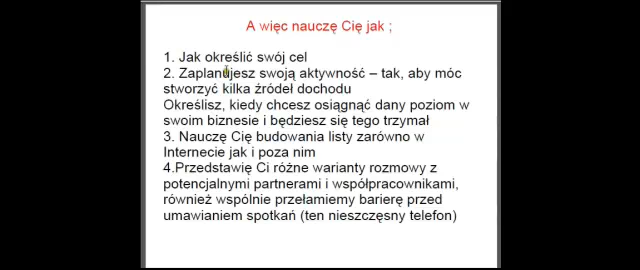 A więc nauczę Cię jak ;
1. Jak określić swój cel
2. Zaplanujesz swoją aktywność – tak, aby móc
stworzyć kilka źródeł dochodu
Określisz, kiedy chcesz osiągnąć dany poziom w
swoim biznesie i będziesz się tego trzymał
3. Nauczę Cię budowania listy zarówno w
Internecie jak i poza nim
4.Przedstawię Ci różne warianty rozmowy z
potencjalnymi partnerami i współpracownikami,
również wspólnie przełamiemy barierę przed
umawianiem spotkań (ten nieszczęsny telefon)